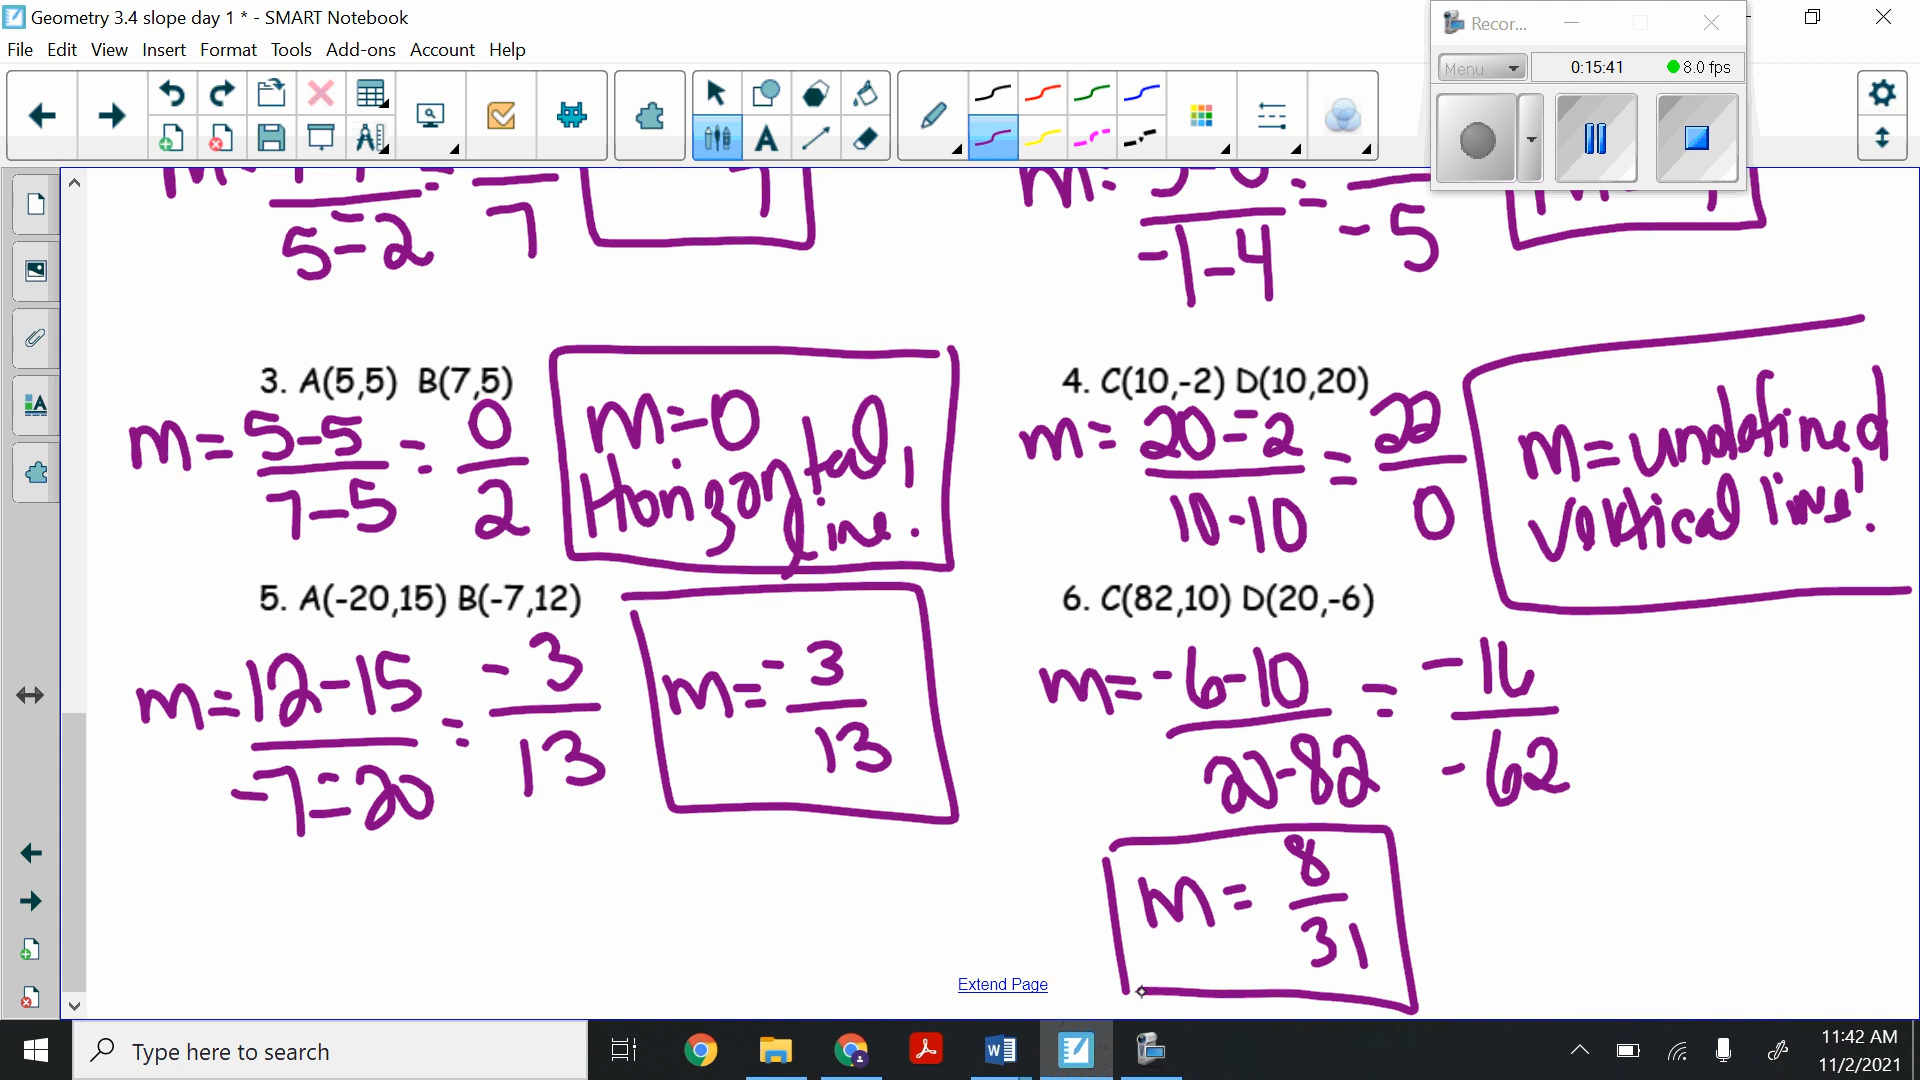 Geometry 3.4 slope day 1 * - SMART Notebook
File Edit View Insert Format Tools Add-ons Account Help
Recor...
Menu 0:15:41 8.0 fps
5 - -2
7
-1 - 4
-5
3. A(5,5) B(7,5)
m = 5-5 / 7-5 = 0 / 2
m = 0
Horizontal
line.
4. C(10,-2) D(10,20)
m = 20 - -2 / 10-10 = 22 / 0
m = undefined
vertical line!
5. A(-20,15) B(-7,12)
m = 12-15 / -7 - -20 = -3 / 13
m = -3 / 13
6. C(82,10) D(20,-6)
m = -6-10 / 20-82 = -16 / -62
m = 8 / 31
Extend Page
Type here to search
11:42 AM
11/2/2021